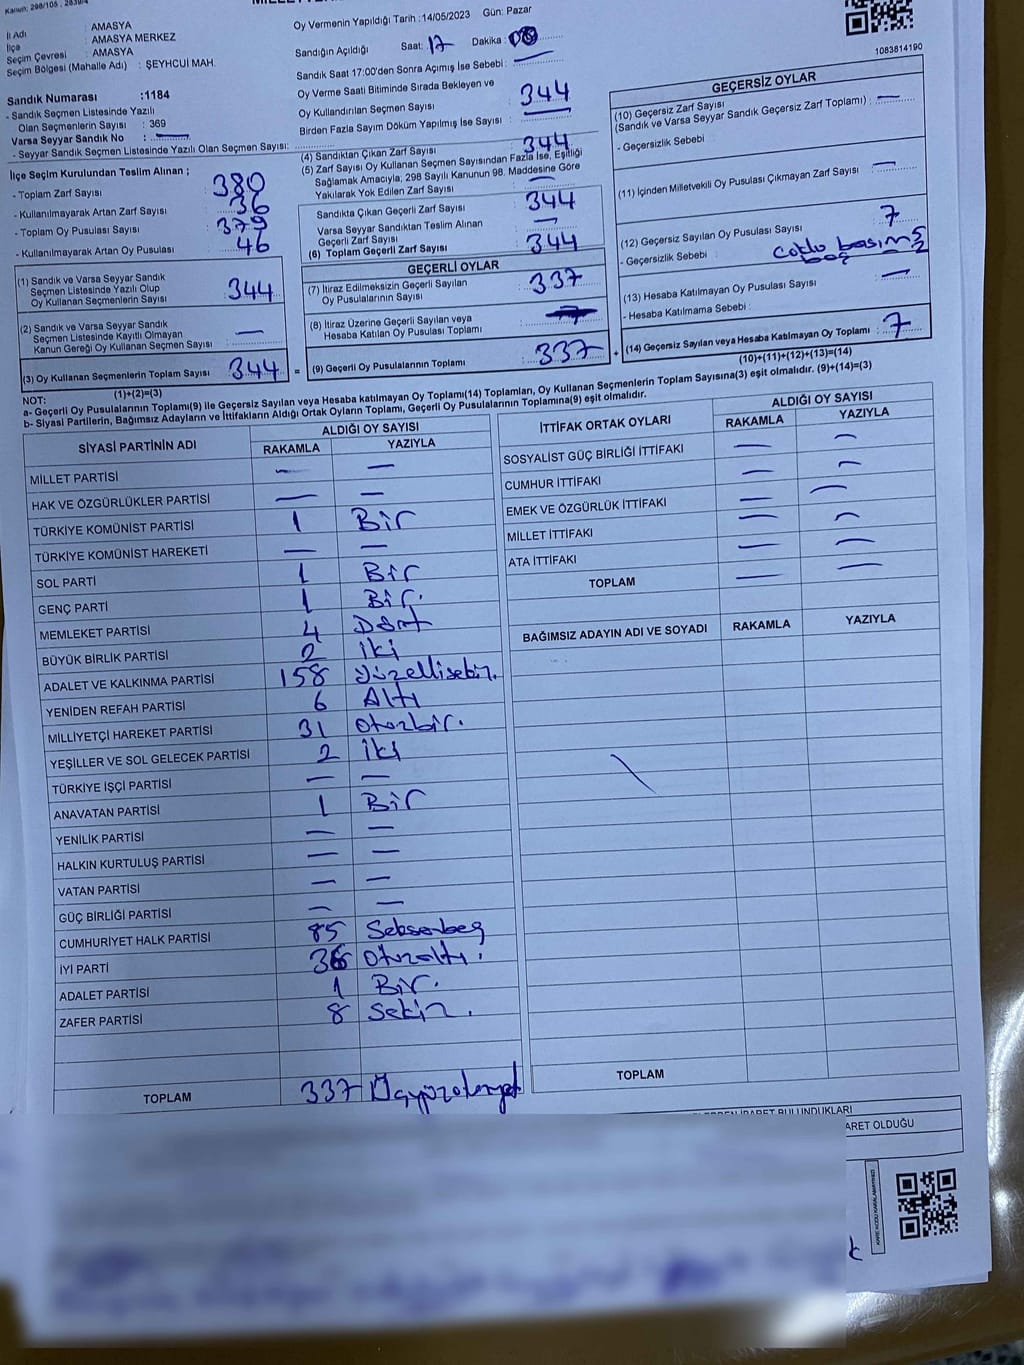 Kanun: 298/105, 2839/4
Oy Vermenin Yapıldığı Tarih : 14/05/2023 Gün: Pazar
İl Adı : AMASYA
İlçe : AMASYA MERKEZ
Seçim Çevresi : AMASYA
Seçim Bölgesi (Mahalle Adı) : ŞEYHCUİ MAH.
Sandığın Açıldığı Saat: 17 Dakika: 00
Sandık Saat 17:00'den Sonra Açımış İse Sebebi : —
Sandık Numarası :1184
- Sandık Seçmen Listesinde Yazılı
Olan Seçmenlerin Sayısı : 369
Varsa Seyyar Sandık No : —
- Seyyar Sandık Seçmen Listesinde Yazılı Olan Seçmen Sayısı:
Oy Verme Saati Bitiminde Sırada Bekleyen ve
Oy Kullandırılan Seçmen Sayısı : 344
Birden Fazla Sayım Döküm Yapılmış İse Sayısı : —
İlçe Seçim Kurulundan Teslim Alınan ;
- Toplam Zarf Sayısı : 380
- Kullanılmayarak Artan Zarf Sayısı : 36
- Toplam Oy Pusulası Sayısı : 379
- Kullanılmayarak Artan Oy Pusulası : 46
(1) Sandık ve Varsa Seyyar Sandık
Seçmen Listesinde Yazılı Olup
Oy Kullanan Seçmenlerin Sayısı : 344
(2) Sandık ve Varsa Seyyar Sandık
Seçmen Listesinde Kayıtlı Olmayan
Kanun Gereği Oy Kullanan Seçmen Sayısı : —
(3) Oy Kullanan Seçmenlerin Toplam Sayısı : 344
(1)+(2)=(3)
(4) Sandıktan Çıkan Zarf Sayısı : 344
(5) Zarf Sayısı Oy Kullanan Seçmen Sayısından Fazla İse, Eşitliği
Sağlamak Amacıyla, 298 Sayılı Kanunun 98. Maddesine Göre
Yakılarak Yok Edilen Zarf Sayısı : —
Sandıkta Çıkan Geçerli Zarf Sayısı : 344
Varsa Seyyar Sandıktan Teslim Alınan
Geçerli Zarf Sayısı : —
(6) Toplam Geçerli Zarf Sayısı : 344
GEÇERLİ OYLAR
(7) İtiraz Edilmeksizin Geçerli Sayılan
Oy Pusulalarının Sayısı : 337
(8) İtiraz Üzerine Geçerli Sayılan veya
Hesaba Katılan Oy Pusulası Toplamı :
= (9) Geçerli Oy Pusulalarının Toplamı : 337
1083814190
GEÇERSİZ OYLAR
(10) Geçersiz Zarf Sayısı
(Sandık ve Varsa Seyyar Sandık Geçersiz Zarf Toplamı) : —
- Geçersizlik Sebebi
(11) İçinden Milletvekili Oy Pusulası Çıkmayan Zarf Sayısı : —
(12) Geçersiz Sayılan Oy Pusulası Sayısı : 7
- Geçersizlik Sebebi : çoklu basım 5
boş 2
(13) Hesaba Katılmayan Oy Pusulası Sayısı : —
- Hesaba Katılmama Sebebi :
+ (14) Geçersiz Sayılan veya Hesaba Katılmayan Oy Toplamı : 7
(10)+(11)+(12)+(13)=(14)
NOT:
a- Geçerli Oy Pusulalarının Toplamı(9) ile Geçersiz Sayılan veya Hesaba katılmayan Oy Toplamı(14) Toplamları, Oy Kullanan Seçmenlerin Toplam Sayısına(3) eşit olmalıdır. (9)+(14)=(3)
b- Siyasi Partilerin, Bağımsız Adayların ve İttifakların Aldığı Ortak Oyların Toplamı, Geçerli Oy Pusulalarının Toplamına(9) eşit olmalıdır.
SİYASİ PARTİNİN ADI ALDIĞI OY SAYISI
RAKAMLA YAZIYLA
MİLLET PARTİSİ — —
HAK VE ÖZGÜRLÜKLER PARTİSİ — —
TÜRKİYE KOMÜNİST PARTİSİ 1 Bir
TÜRKİYE KOMÜNİST HAREKETİ — —
SOL PARTİ 1 Bir
GENÇ PARTİ 1 Bir.
MEMLEKET PARTİSİ 4 Dört
BÜYÜK BİRLİK PARTİSİ 2 iki
ADALET VE KALKINMA PARTİSİ 158 yüzellisekiz.
YENİDEN REFAH PARTİSİ 6 Altı
MİLLİYETÇİ HAREKET PARTİSİ 31 otuzbir.
YEŞİLLER VE SOL GELECEK PARTİSİ 2 İki
TÜRKİYE İŞÇİ PARTİSİ — —
ANAVATAN PARTİSİ 1 Bir
YENİLİK PARTİSİ — —
HALKIN KURTULUŞ PARTİSİ — —
VATAN PARTİSİ — —
GÜÇ BİRLİĞİ PARTİSİ — —
CUMHURİYET HALK PARTİSİ 85 Seksenbeş
İYİ PARTİ 36 otuzaltı.
ADALET PARTİSİ 1 Bir.
ZAFER PARTİSİ 8 sekiz.
TOPLAM 337 Üçyüzotuzyedi
İTTİFAK ORTAK OYLARI ALDIĞI OY SAYISI
RAKAMLA YAZIYLA
SOSYALİST GÜÇ BİRLİĞİ İTTİFAKI — —
CUMHUR İTTİFAKI — —
EMEK VE ÖZGÜRLÜK İTTİFAKI — —
MİLLET İTTİFAKI — —
ATA İTTİFAKI — —
TOPLAM — —
BAĞIMSIZ ADAYIN ADI VE SOYADI RAKAMLA YAZIYLA
TOPLAM
İBARET BULUNDUKLARI
ARET OLDUĞU